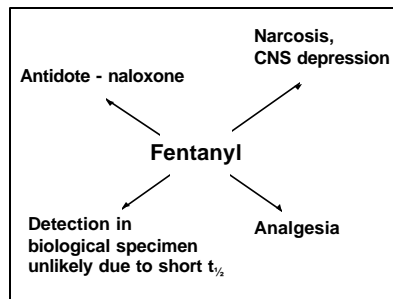 Narcosis,
CNS depression
Antidote - naloxone
Fentanyl
Detection in
biological specimen
unlikely due to short t½
Analgesia